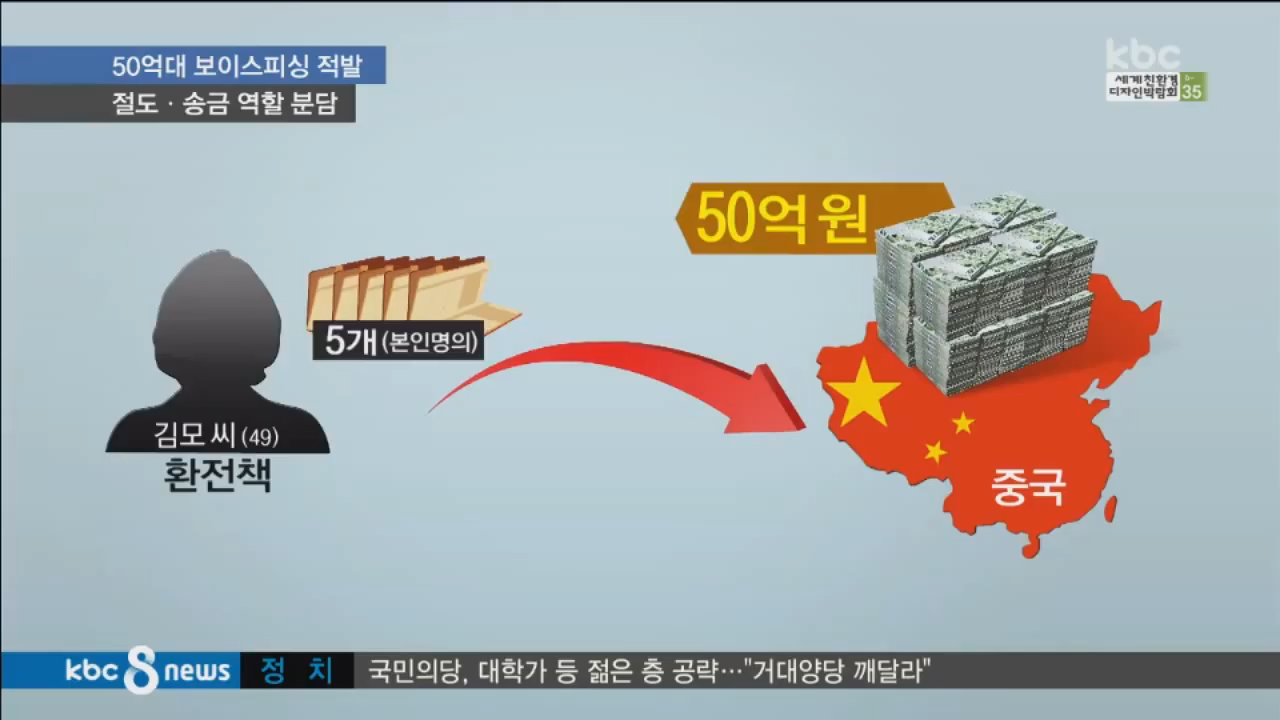 50억대 보이스피싱 적발
절도·송금 역할 분담
kbc
세계친환경
디자인박람회
D-
35
50억 원
5개(본인명의)
김모 씨(49)
환전책
중국
kbc 8 news
정 치
국민의당, 대학가 등 젊은 층 공략…"거대양당 깨달라"